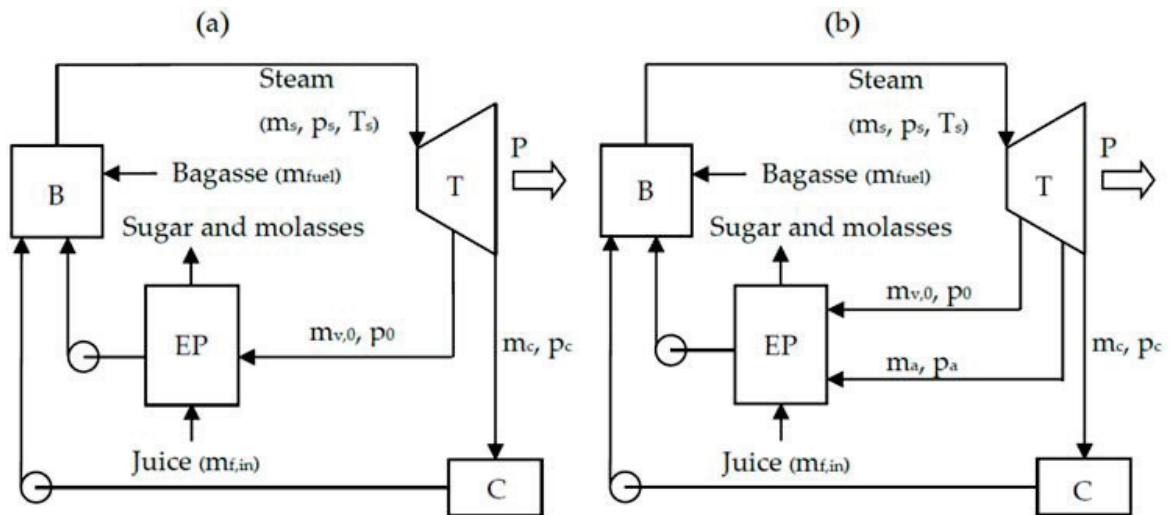 (a)
Steam
(ms, ps, Ts)
P
B
Bagasse (mfuel)
T
Sugar and molasses
EP
mv,0, p0
mc, pc
Juice (mf,in)
C
(b)
Steam
(ms, ps, Ts)
P
B
Bagasse (mfuel)
T
Sugar and molasses
mv,0, p0
EP
mc, pc
ma, pa
Juice (mf,in)
C